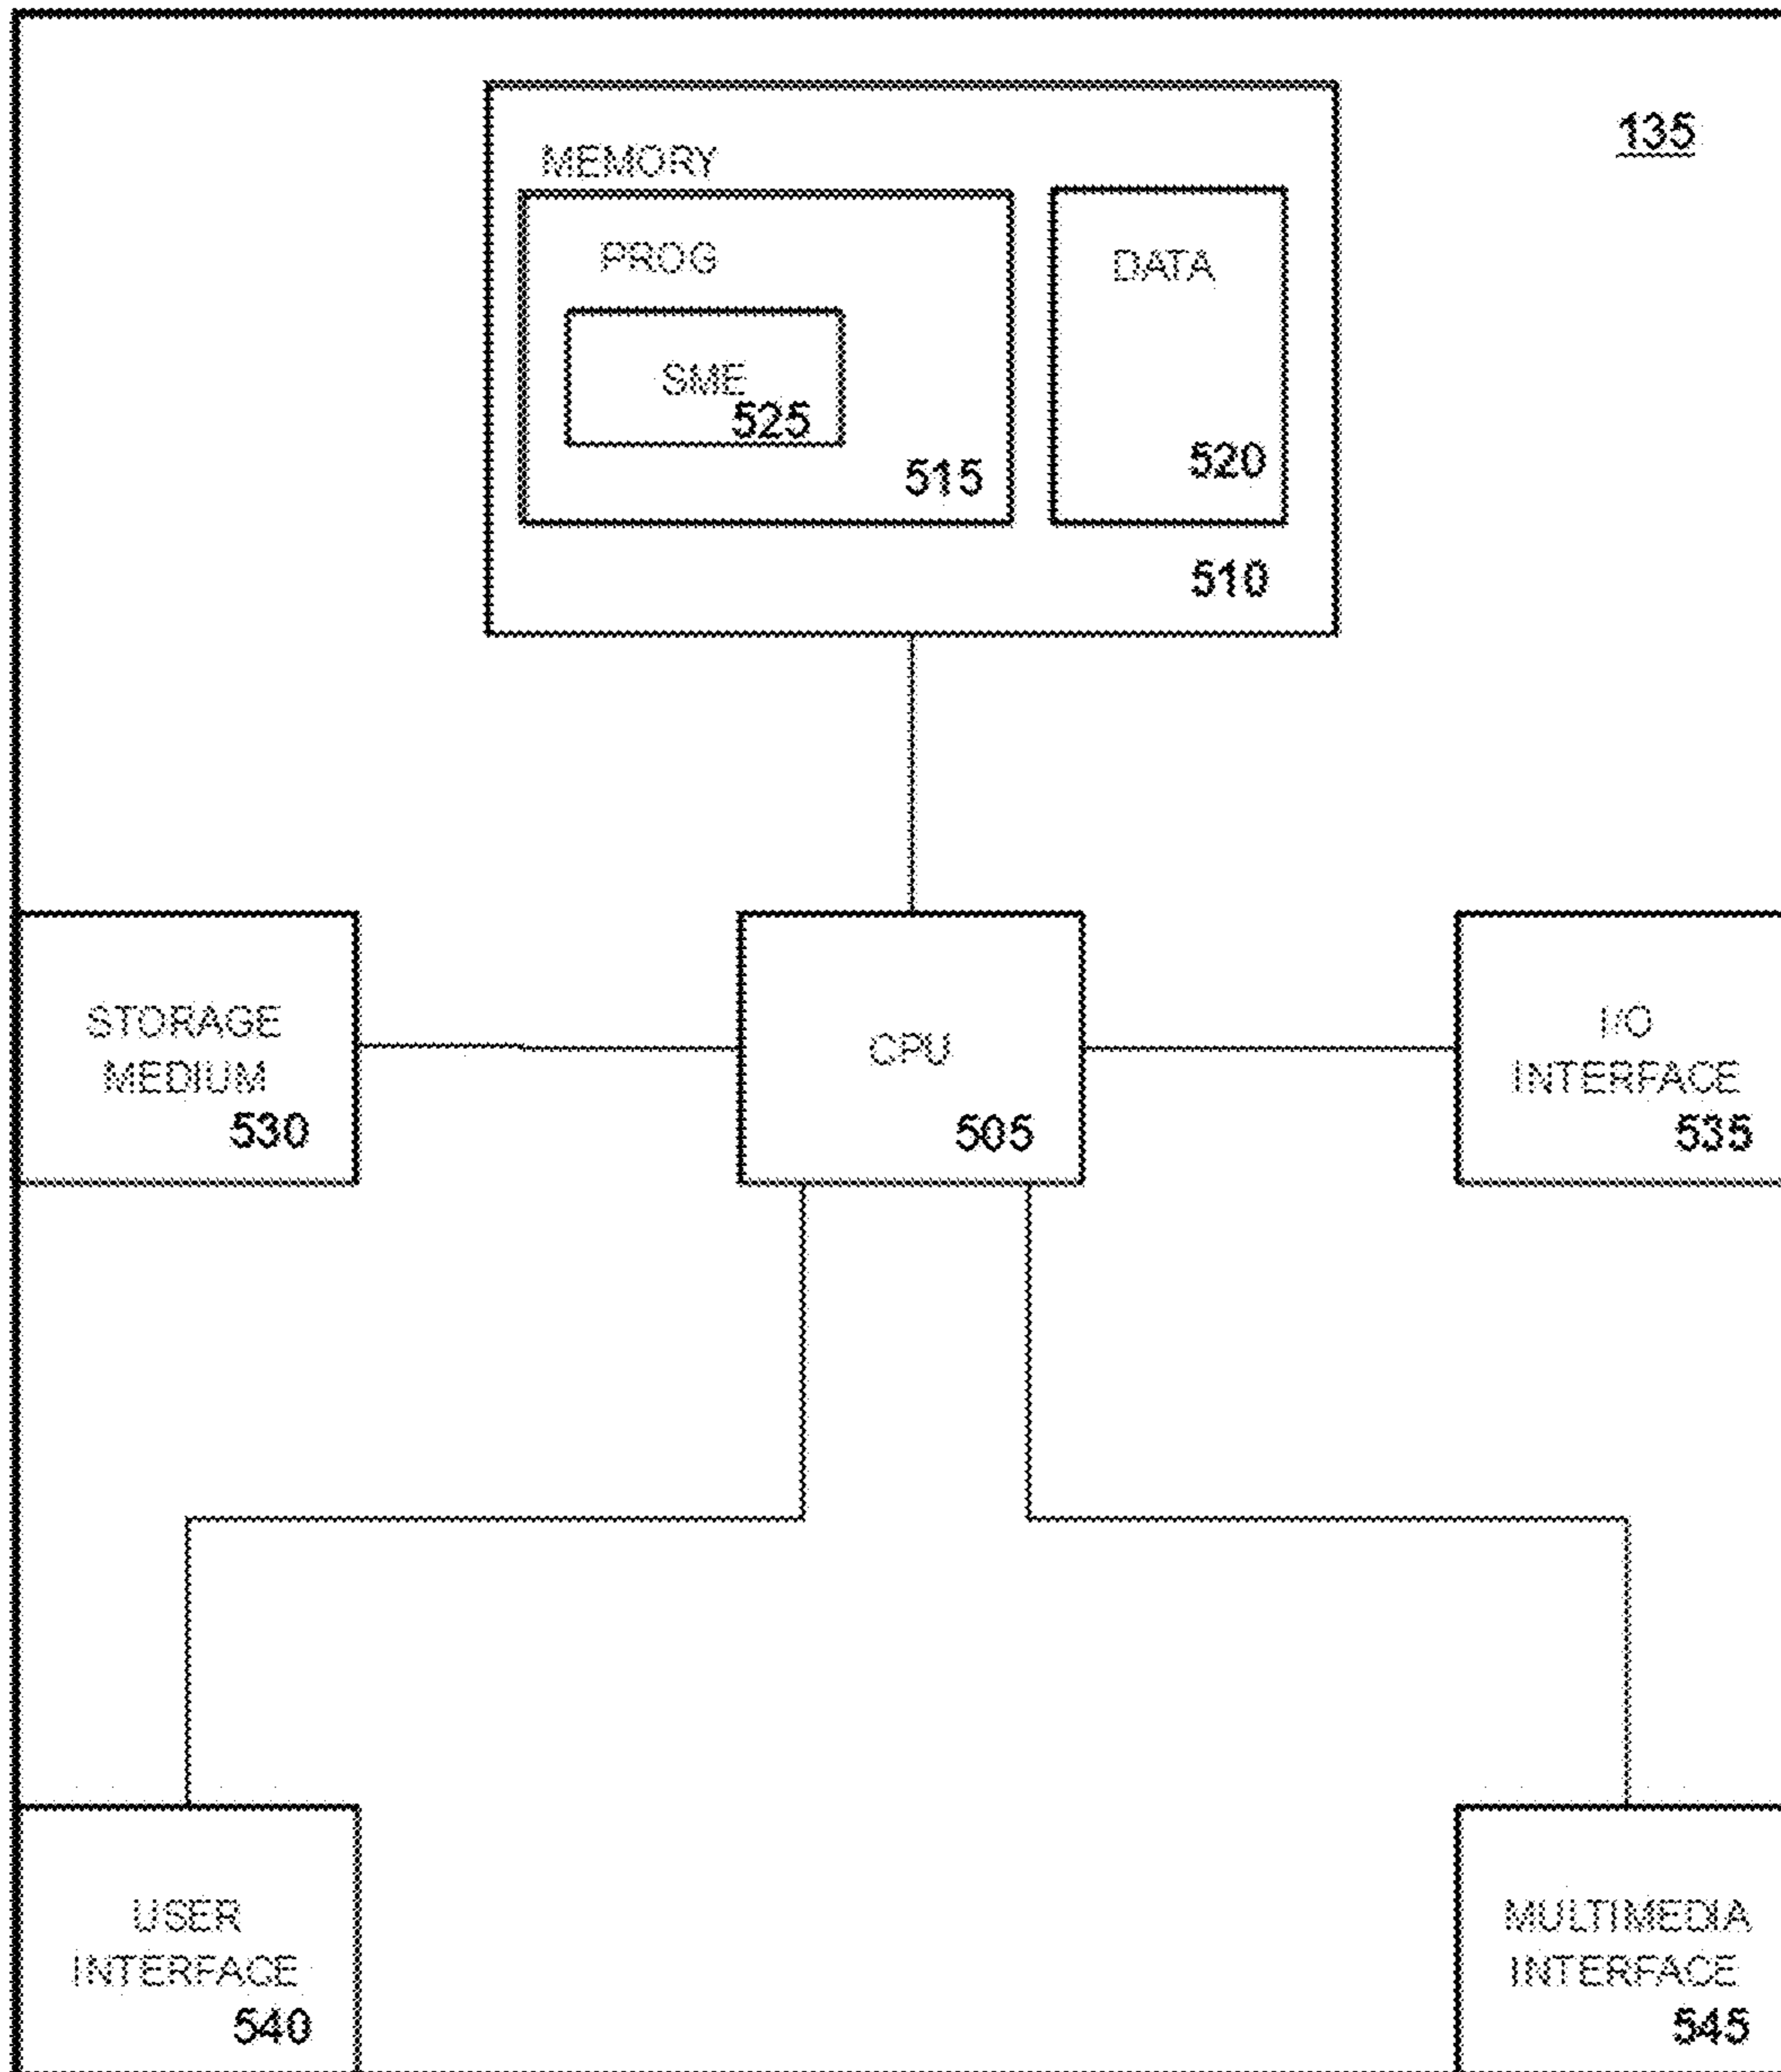 135
MEMORY
PROG
SME
525
515
DATA
520
510
STORAGE
MEDIUM
530
CPU
505
I/O
INTERFACE
535
USER
INTERFACE
540
MULTIMEDIA
INTERFACE
545